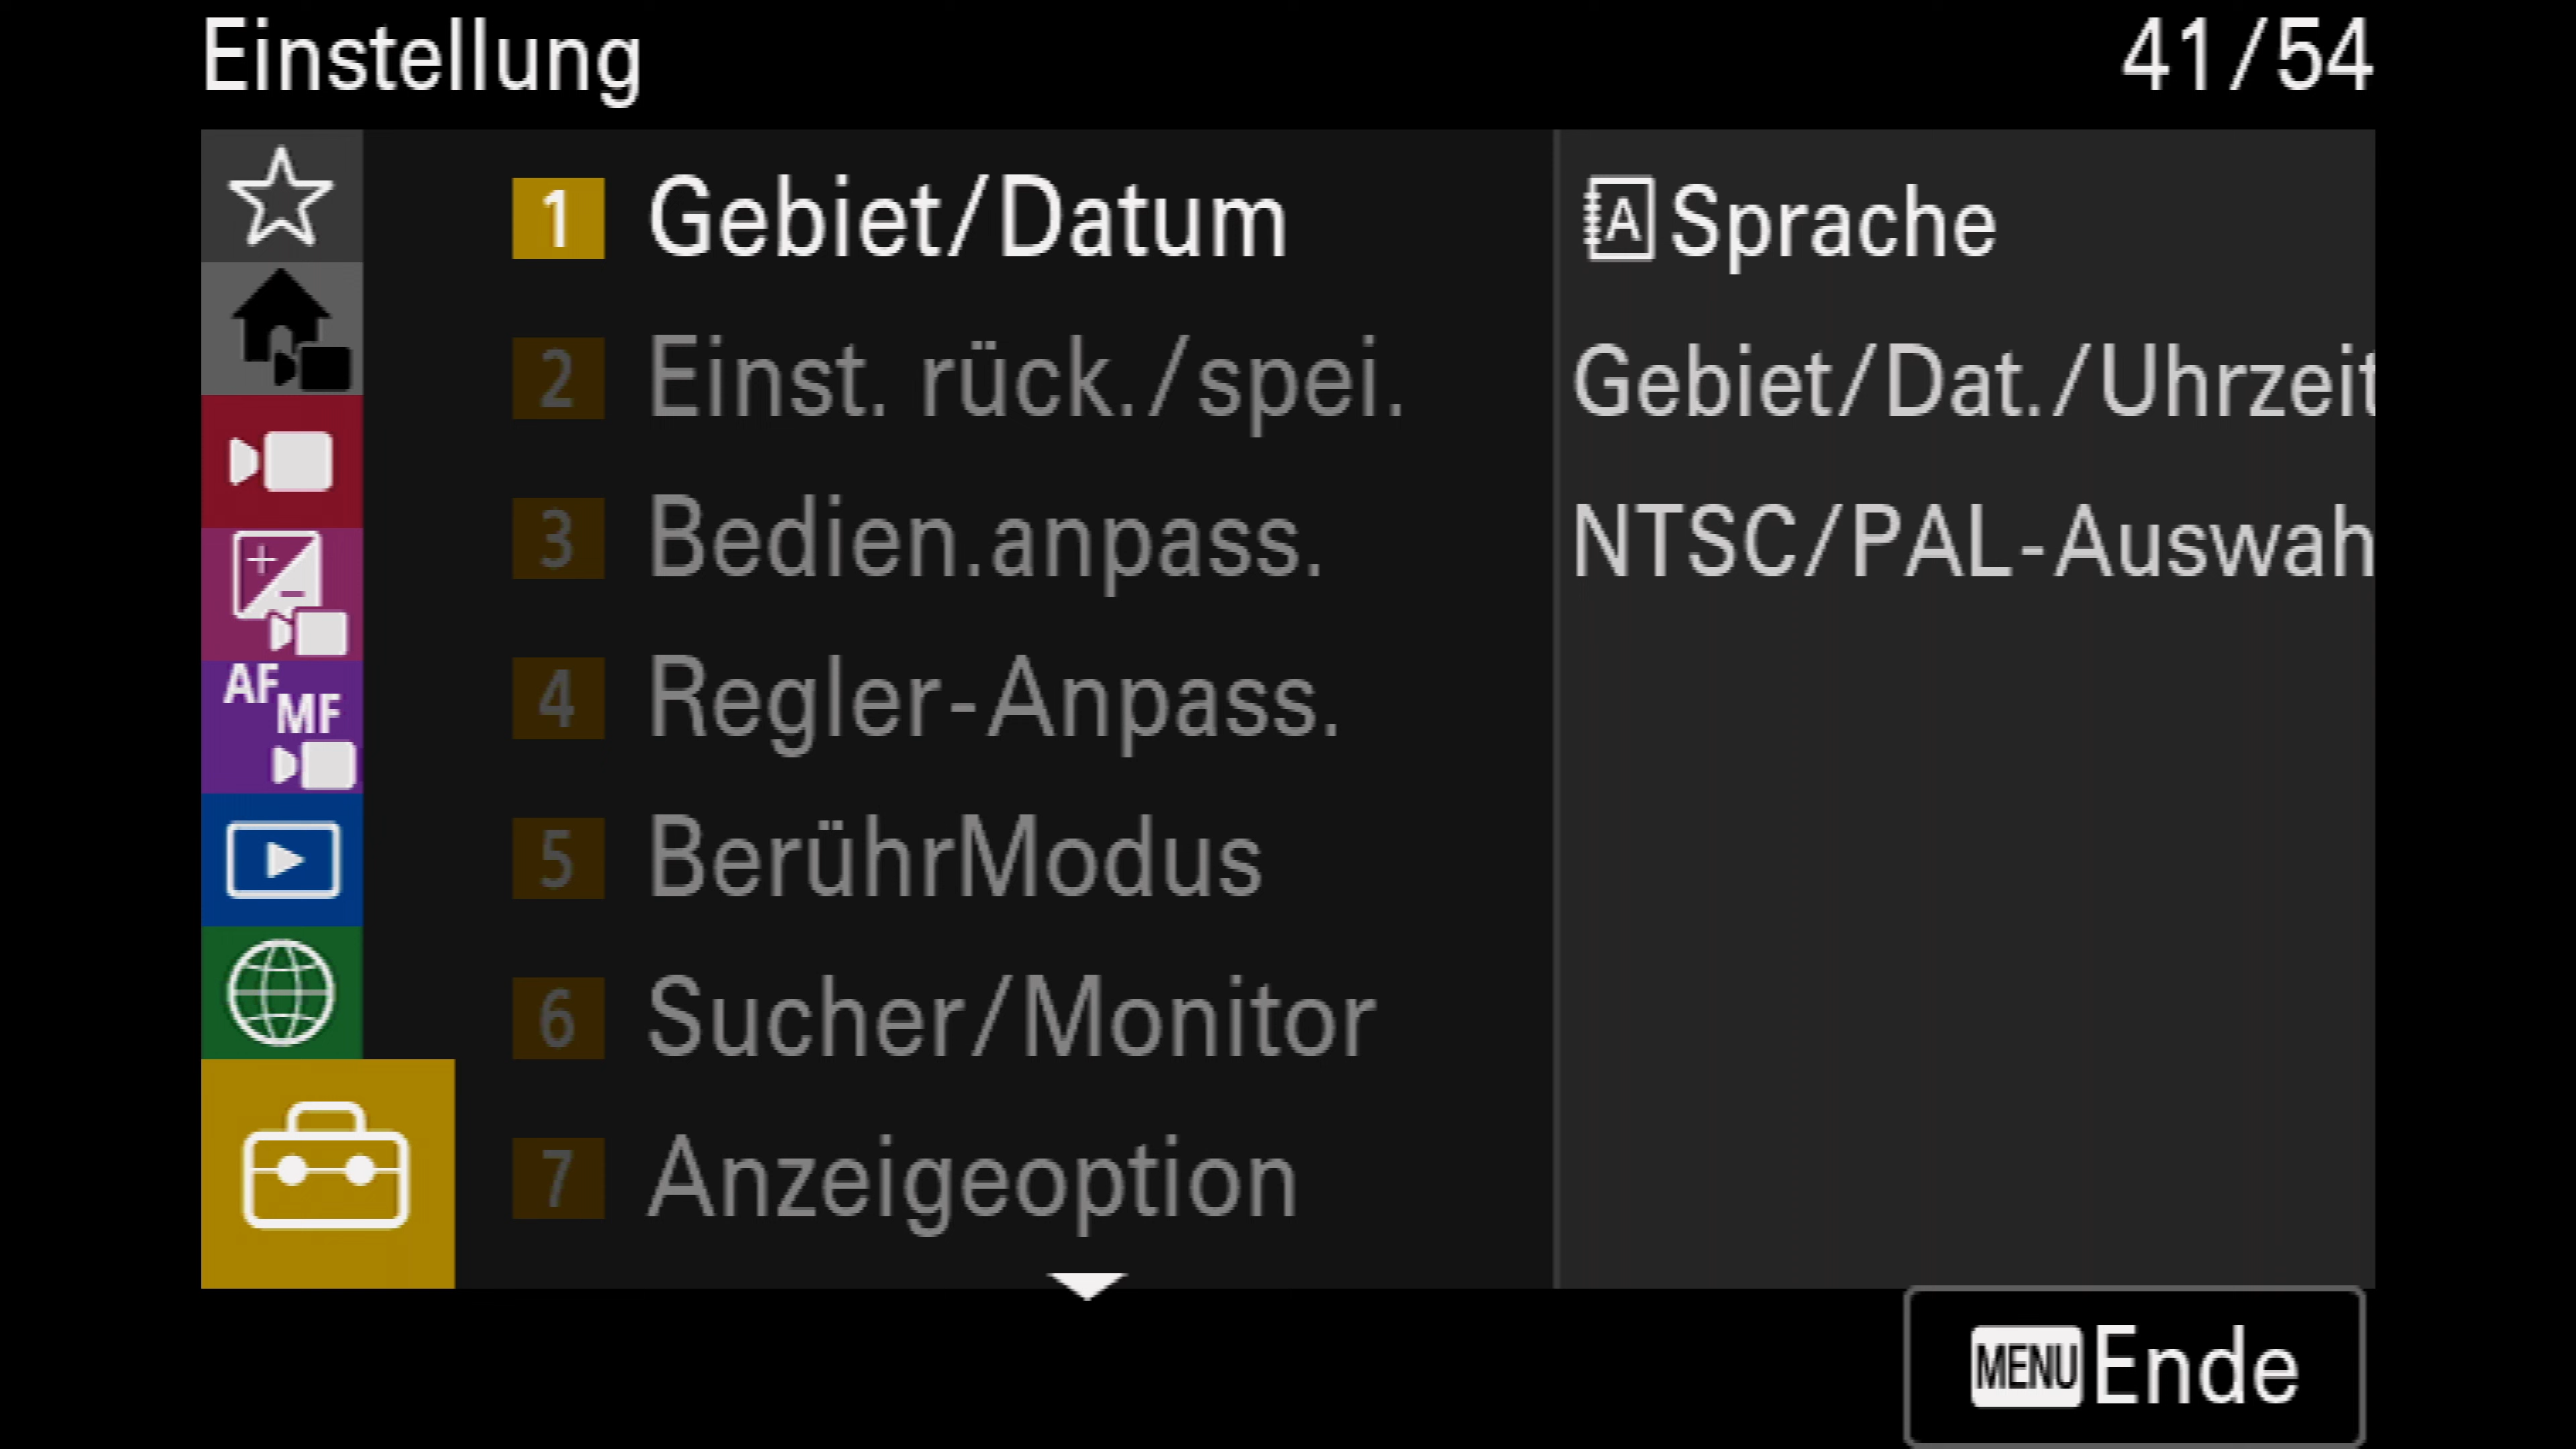 Einstellung 41/54
1 Gebiet/Datum
2 Einst. rück./spei.
3 Bedien.anpass.
4 Regler-Anpass.
5 BerührModus
6 Sucher/Monitor
7 Anzeigeoption
AF MF
A Sprache
Gebiet/Dat./Uhrzeit
NTSC/PAL-Auswah
MENU Ende